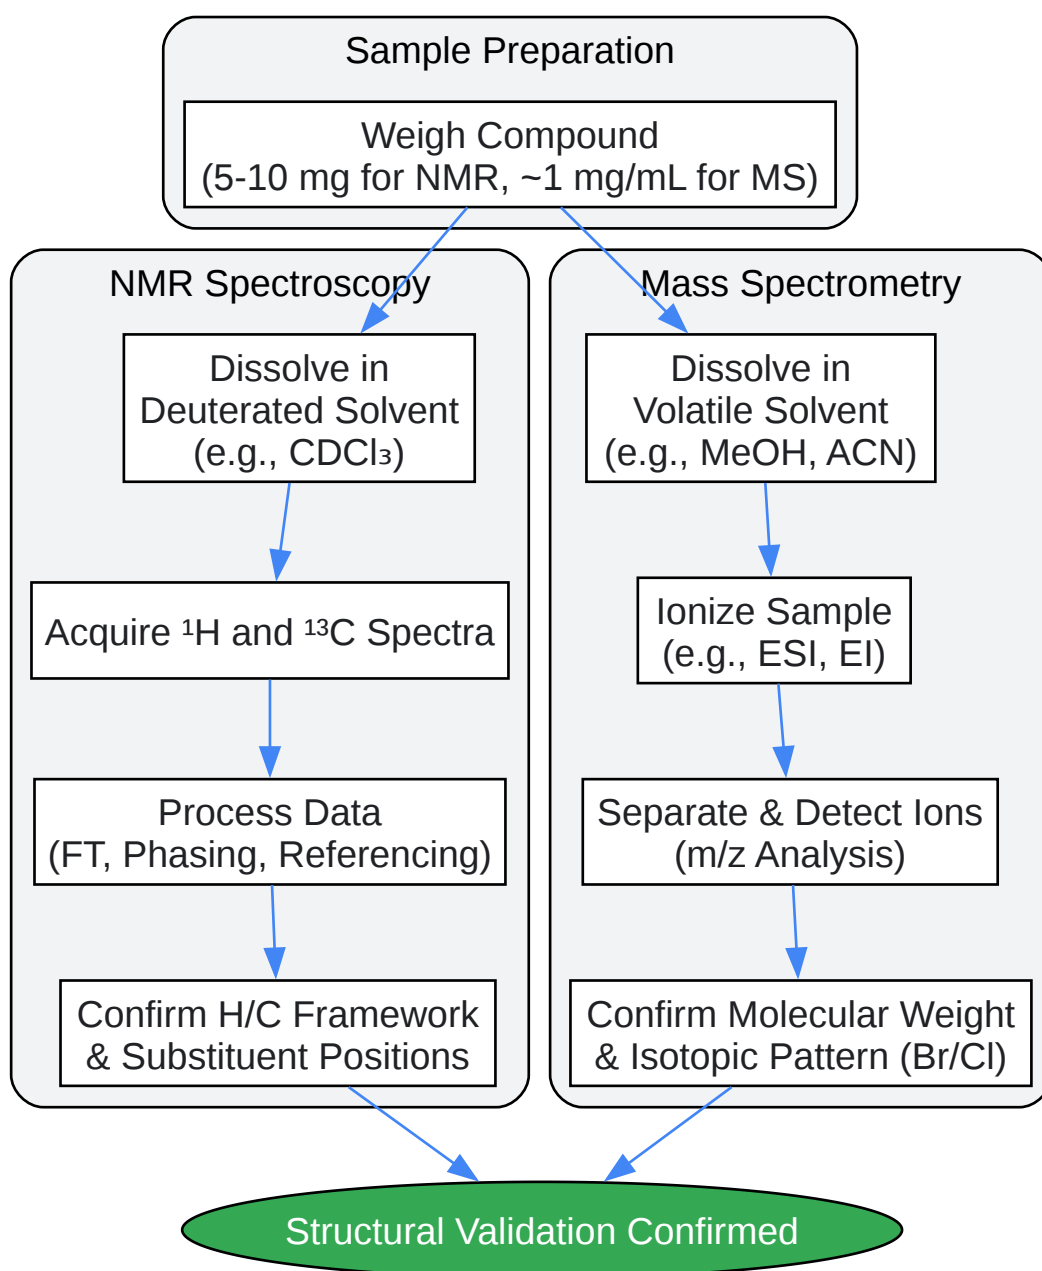 Sample Preparation
Weigh Compound
(5-10 mg for NMR, ~1 mg/mL for MS)
NMR Spectroscopy
Dissolve in
Deuterated Solvent
(e.g., CDCl₃)
Acquire ¹H and ¹³C Spectra
Process Data
(FT, Phasing, Referencing)
Confirm H/C Framework
& Substituent Positions
Mass Spectrometry
Dissolve in
Volatile Solvent
(e.g., MeOH, ACN)
Ionize Sample
(e.g., ESI, EI)
Separate & Detect Ions
(m/z Analysis)
Confirm Molecular Weight
& Isotopic Pattern (Br/Cl)
Structural Validation Confirmed